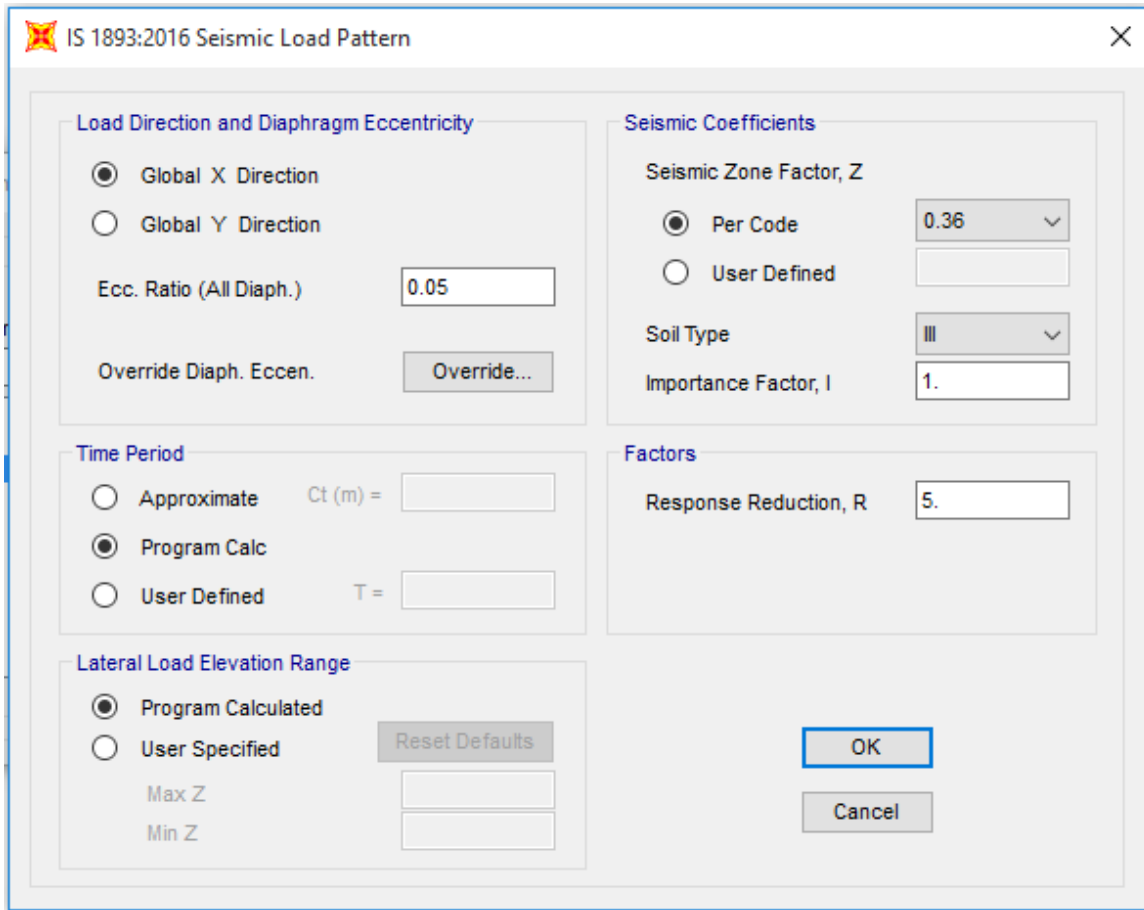 IS 1893:2016 Seismic Load Pattern
Load Direction and Diaphragm Eccentricity
Global X Direction
Global Y Direction
Ecc. Ratio (All Diaph.) 0.05
Override Diaph. Eccen. Override...
Seismic Coefficients
Seismic Zone Factor, Z
Per Code 0.36
User Defined
Soil Type III
Importance Factor, I 1.
Time Period
Approximate Ct (m) =
Program Calc
User Defined T =
Factors
Response Reduction, R 5.
Lateral Load Elevation Range
Program Calculated
User Specified Reset Defaults
Max Z
Min Z
OK
Cancel